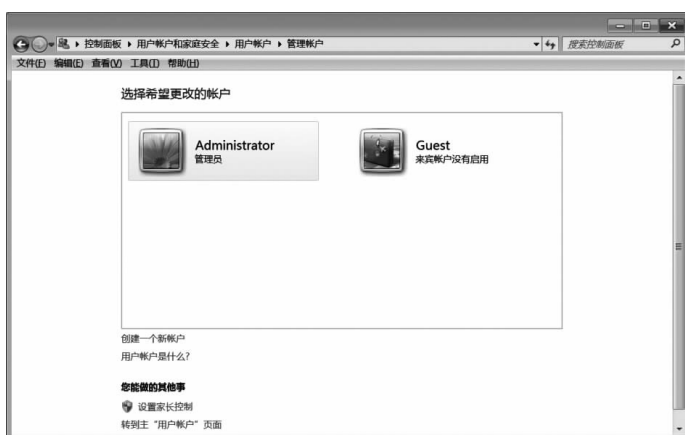 控制面板 ▸ 用户帐户和家庭安全 ▸ 用户帐户 ▸ 管理帐户
搜索控制面板
文件(F) 编辑(E) 查看(V) 工具(T) 帮助(H)
选择希望更改的帐户
Administrator
管理员
Guest
来宾帐户没有启用
创建一个新帐户
用户帐户是什么?
您能做的其他事
设置家长控制
转到主“用户帐户”页面